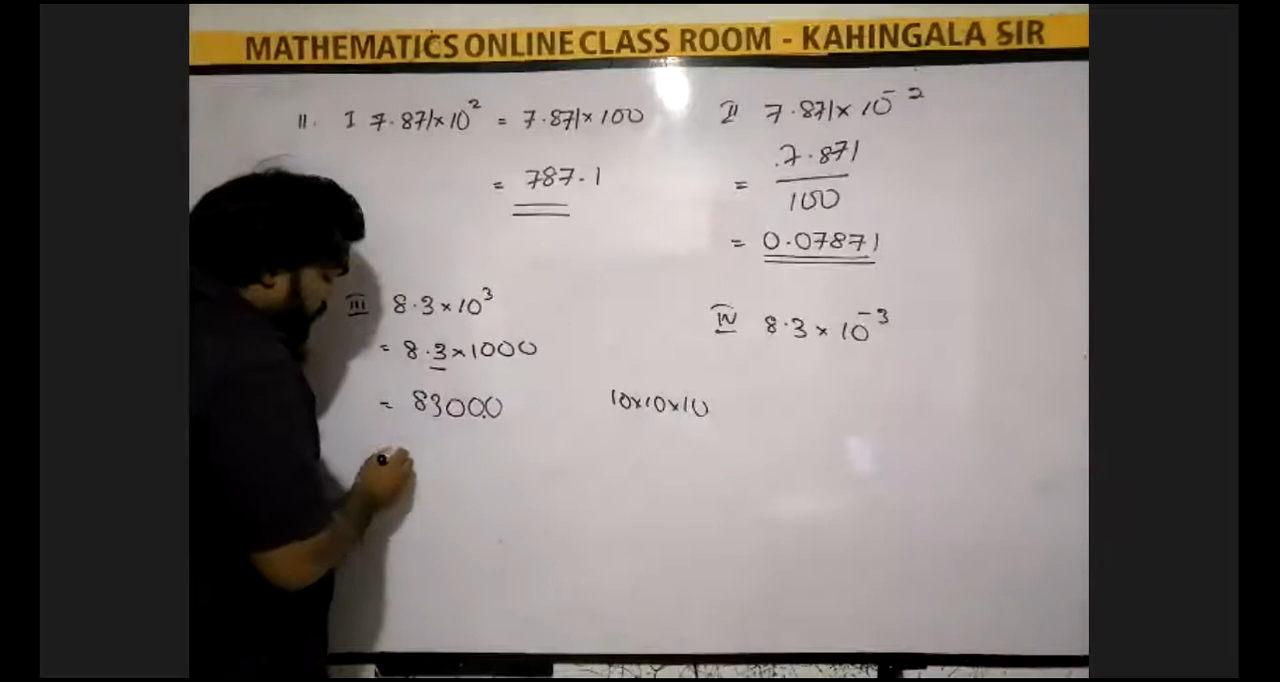 MATHEMATICS ONLINE CLASS ROOM - KAHINGALA SIR
11. I 7.871×10² = 7.871×100
= 787.1
II 7.871×10⁻²
= 7.871
100
= 0.07871
III 8.3×10³
= 8.3×1000
= 8300.0
10×10×10
IV 8.3×10⁻³